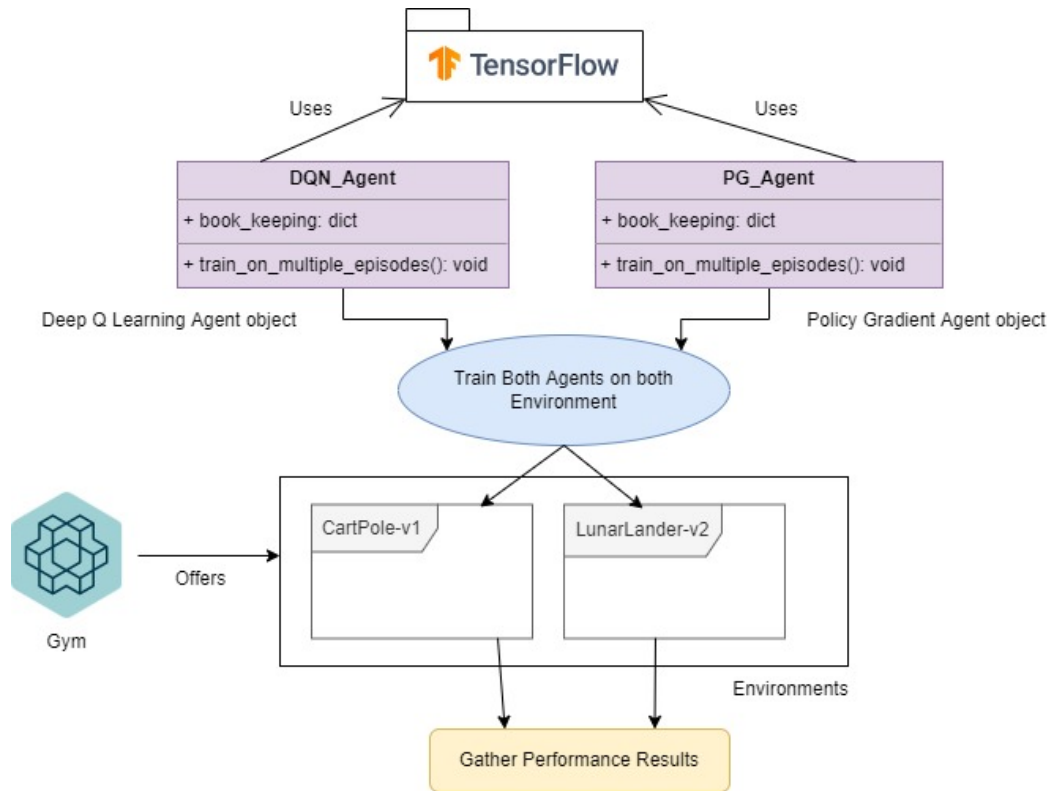 TensorFlow
Uses
Uses
DQN_Agent
+ book_keeping: dict
+ train_on_multiple_episodes(): void
PG_Agent
+ book_keeping: dict
+ train_on_multiple_episodes(): void
Deep Q Learning Agent object
Policy Gradient Agent object
Train Both Agents on both
Environment
CartPole-v1
LunarLander-v2
Offers
Gym
Environments
Gather Performance Results